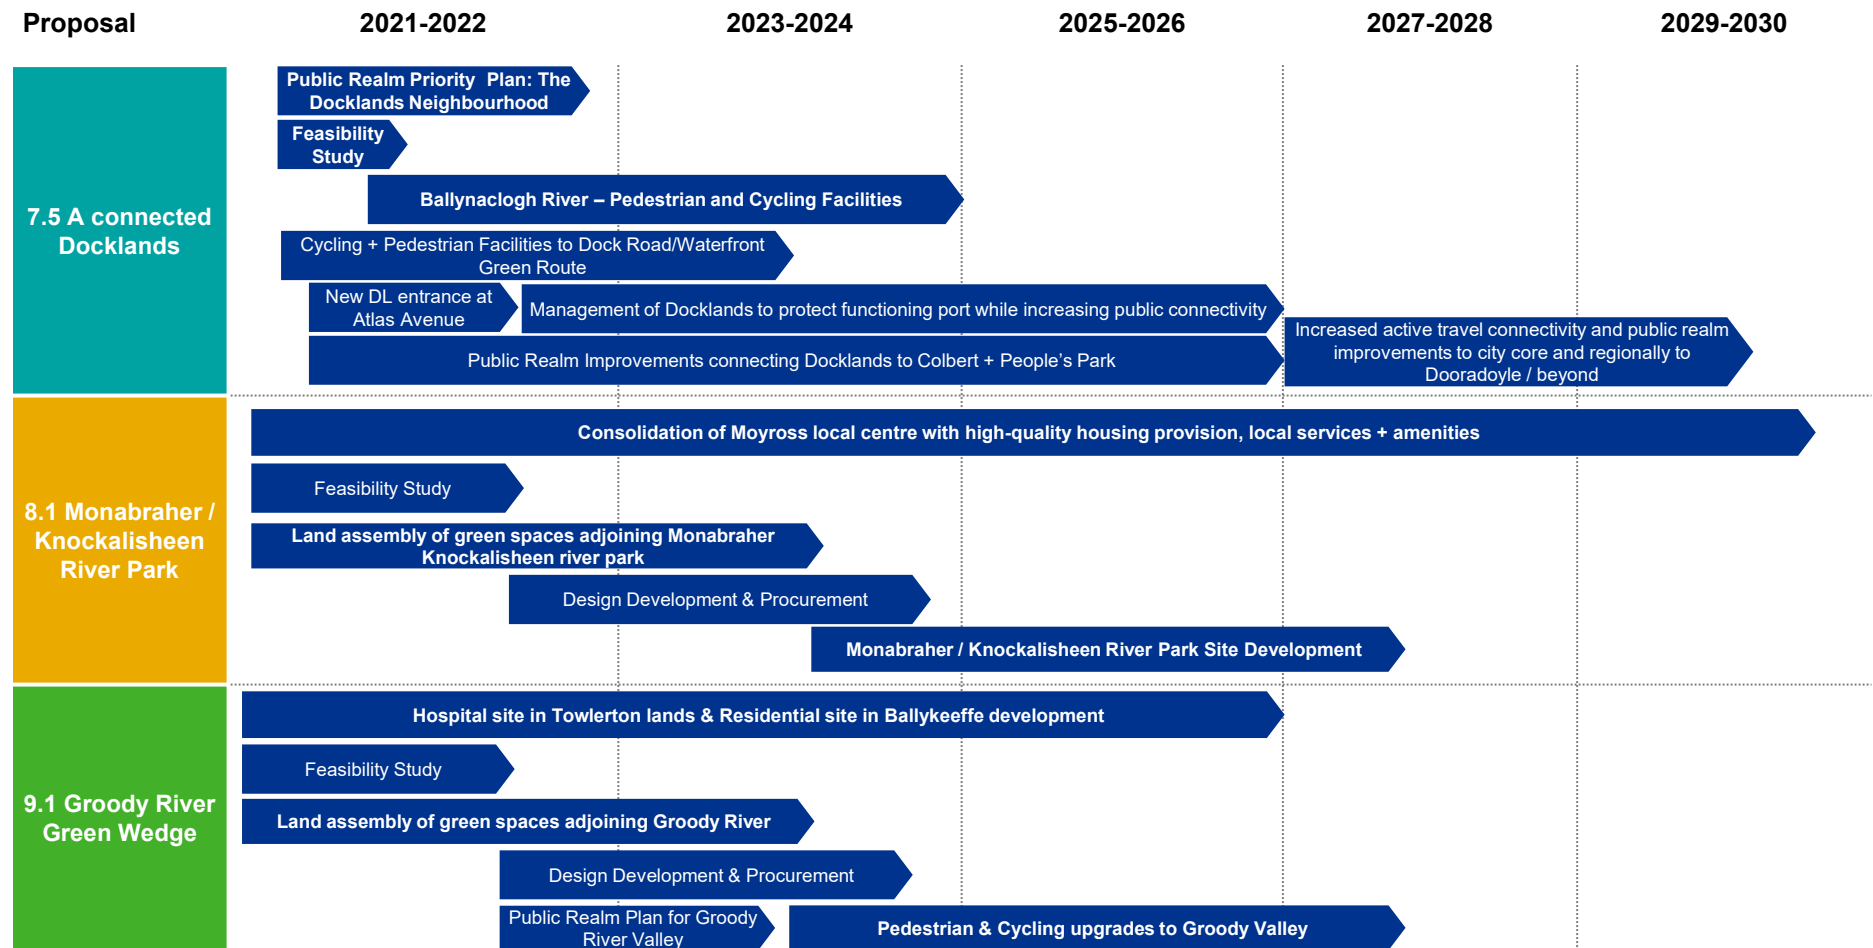 Proposal
2021-2022
2023-2024
2025-2026
2027-2028
2029-2030
7.5 A connected
Docklands
Public Realm Priority Plan: The
Docklands Neighbourhood
Feasibility
Study
Ballynaclogh River – Pedestrian and Cycling Facilities
Cycling + Pedestrian Facilities to Dock Road/Waterfront
Green Route
New DL entrance at
Atlas Avenue
Management of Docklands to protect functioning port while increasing public connectivity
Public Realm Improvements connecting Docklands to Colbert + People’s Park
Increased active travel connectivity and public realm
improvements to city core and regionally to
Dooradoyle / beyond
8.1 Monabraher /
Knockalisheen
River Park
Consolidation of Moyross local centre with high-quality housing provision, local services + amenities
Feasibility Study
Land assembly of green spaces adjoining Monabraher
Knockalisheen river park
Design Development & Procurement
Monabraher / Knockalisheen River Park Site Development
9.1 Groody River
Green Wedge
Hospital site in Towlerton lands & Residential site in Ballykeeffe development
Feasibility Study
Land assembly of green spaces adjoining Groody River
Design Development & Procurement
Public Realm Plan for Groody
River Valley
Pedestrian & Cycling upgrades to Groody Valley